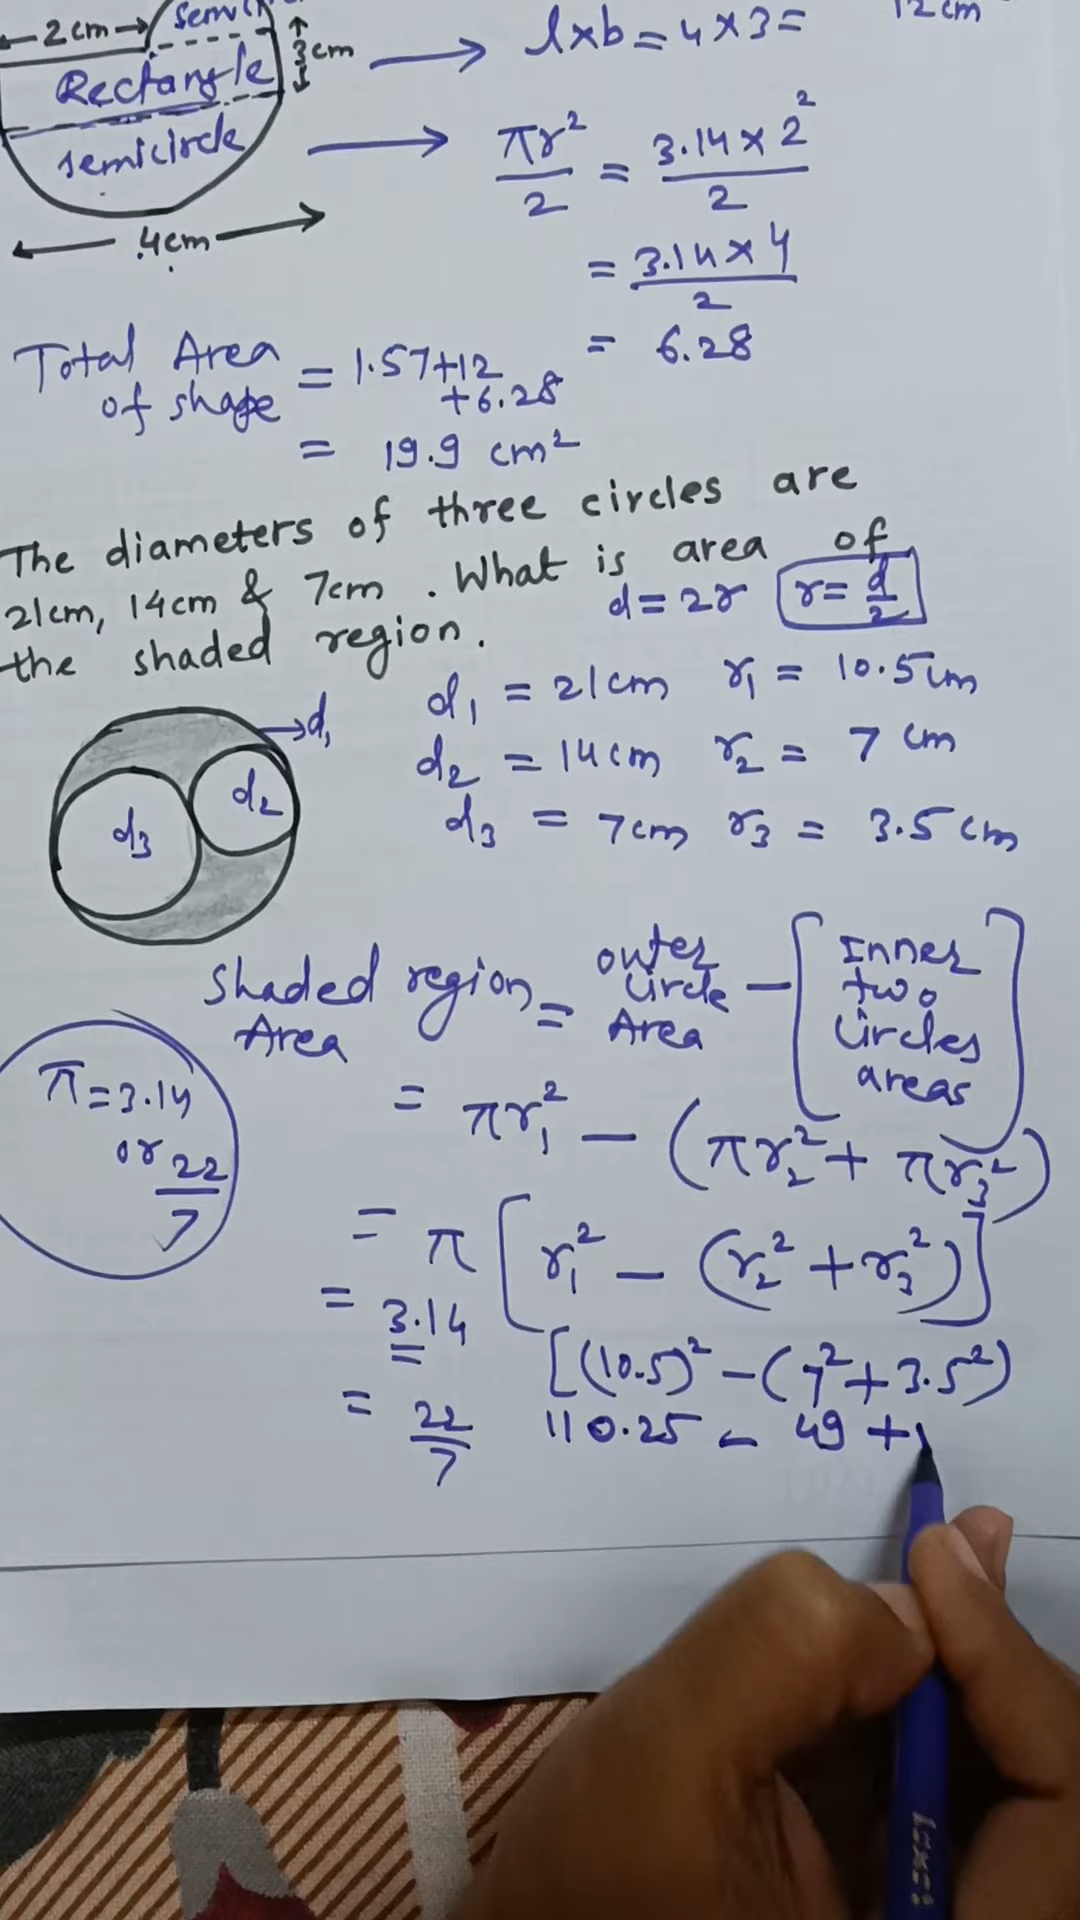 2cm
3cm
l×b = 4×3 = 12cm
Rectangle
semicircle
πr²/2 = 3.14 × 2²/2
4cm
= 3.14 × 4/2
= 6.28
Total Area of shape = 1.57+12+6.28
= 19.9 cm²
The diameters of three circles are
21cm, 14cm & 7cm. What is area of
the shaded region.
d=2r r=d/2
d₁ = 21cm r₁ = 10.5cm
d₂ = 14cm r₂ = 7 cm
d₃ = 7cm r₃ = 3.5cm
d₁
d₂
d₃
Shaded region Area = outer circle Area − [Inner two circles areas]
π=3.14
or 22/7
= πr₁² − (πr₂² + πr₃²)
= π [r₁² − (r₂² + r₃²)]
= 3.14 [(10.5)² − (7² + 3.5²)
= 22/7 110.25 − 49 +